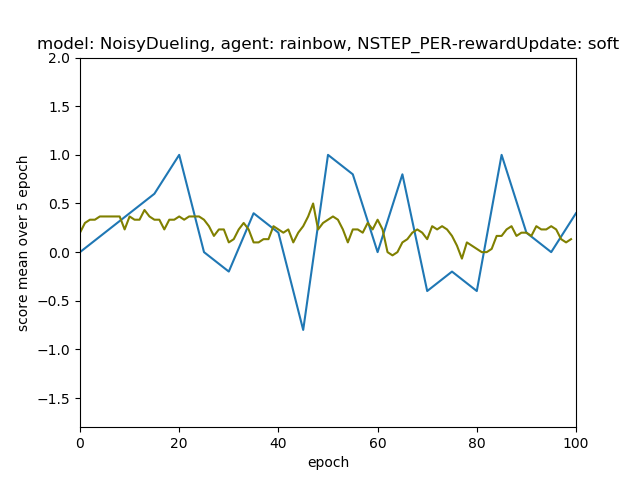 model: NoisyDueling, agent: rainbow, NSTEP_PER-rewardUpdate: soft
2.0
1.5
1.0
0.5
0.0
−0.5
−1.0
−1.5
score mean over 5 epoch
0 20 40 60 80 100
epoch